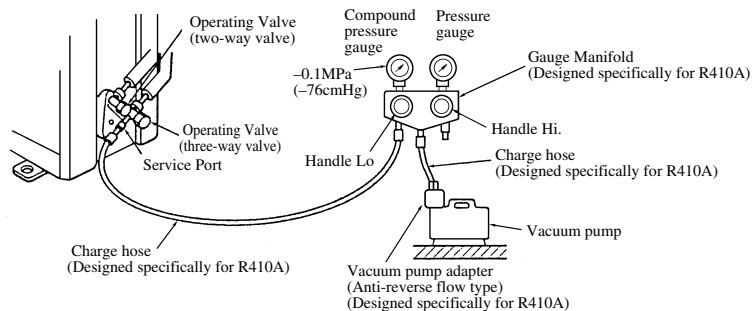 Operating Valve
(two-way valve)
Compound
pressure
gauge
Pressure
gauge
Gauge Manifold
(Designed specifically for R410A)
–0.1MPa
(–76cmHg)
Operating Valve
(three-way valve)
Service Port
Handle Lo
Handle Hi.
Charge hose
(Designed specifically for R410A)
Vacuum pump
Charge hose
(Designed specifically for R410A)
Vacuum pump adapter
(Anti-reverse flow type)
(Designed specifically for R410A)